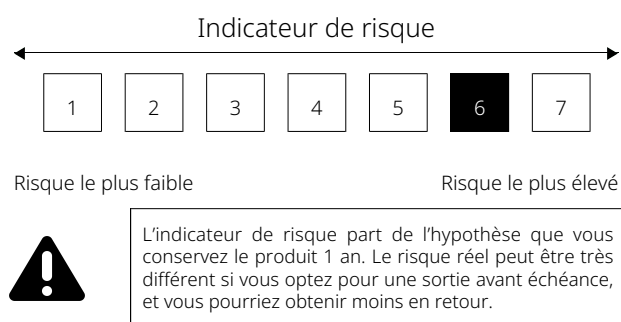 Indicateur de risque
1 2 3 4 5 6 7
Risque le plus faible Risque le plus élevé
L'indicateur de risque part de l'hypothèse que vous
conservez le produit 1 an. Le risque réel peut être très
différent si vous optez pour une sortie avant échéance,
et vous pourriez obtenir moins en retour.